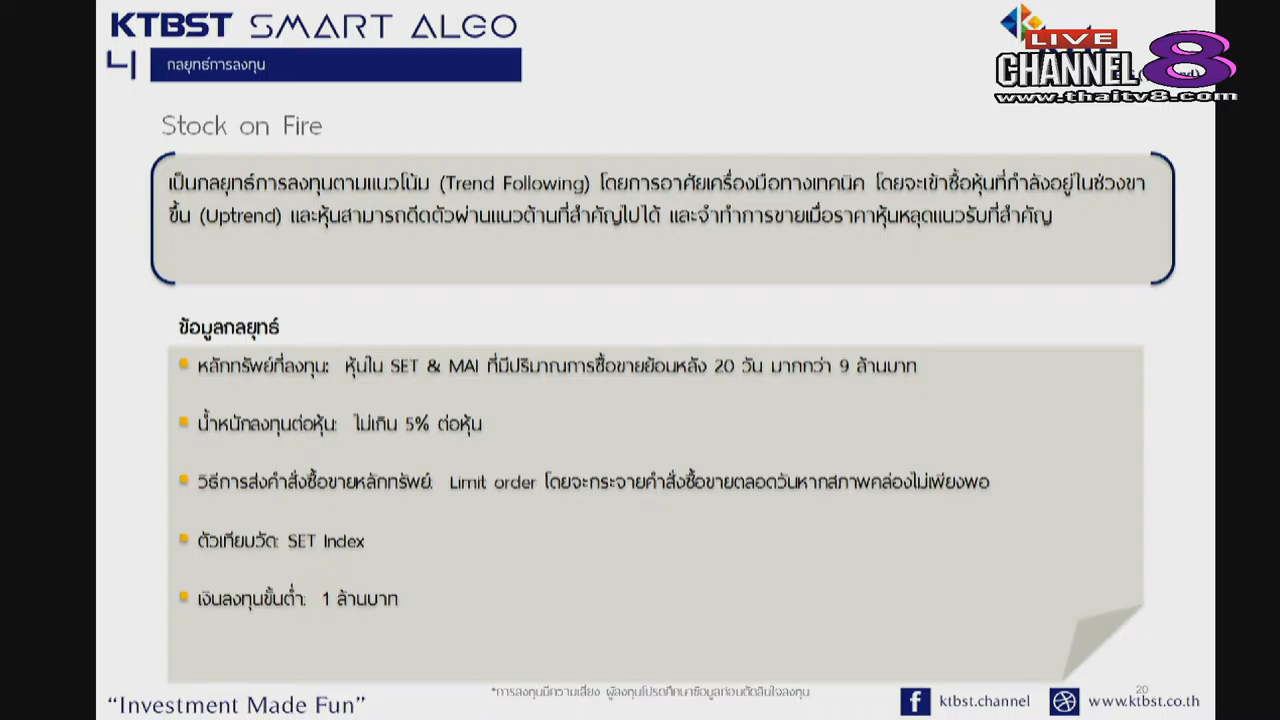 KTBST SMART ALGO
LIVE
CHANNEL 8
www.thaitv8.com
4
กลยุทธ์การลงทุน
Stock on Fire
เป็นกลยุทธ์การลงทุนตามแนวโน้ม (Trend Following) โดยการอาศัยเครื่องมือทางเทคนิค โดยจะเข้าซื้อหุ้นที่กำลังอยู่ในช่วงขา
ขึ้น (Uptrend) และหุ้นสามารถดีดตัวผ่านแนวต้านที่สำคัญไปได้ และจำทำการขายเมื่อราคาหุ้นหลุดแนวรับที่สำคัญ
ข้อมูลกลยุทธ์
หลักทรัพย์ที่ลงทุน: หุ้นใน SET & MAI ที่มีปริมาณการซื้อขายย้อนหลัง 20 วัน มากกว่า 9 ล้านบาท
น้ำหนักลงทุนต่อหุ้น: ไม่เกิน 5% ต่อหุ้น
วิธีการส่งคำสั่งซื้อขายหลักทรัพย์: Limit order โดยจะกระจายคำสั่งซื้อขายตลอดวันหากสภาพคล่องไม่เพียงพอ
ตัวเทียบวัด: SET Index
เงินลงทุนขั้นต่ำ: 1 ล้านบาท
"Investment Made Fun"
*การลงทุนมีความเสี่ยง ผู้ลงทุนโปรดศึกษาข้อมูลก่อนตัดสินใจลงทุน
20
ktbst.channel
www.ktbst.co.th